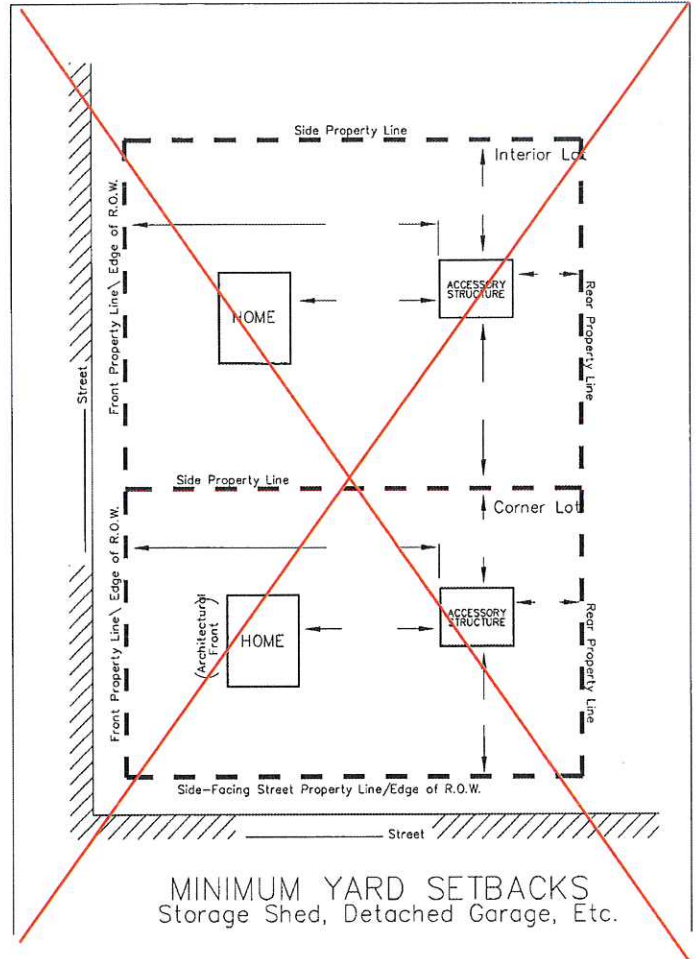 Side Property Line
Interior Lot
Front Property Line\ Edge of R.O.W.
Street
HOME
ACCESSORY
STRUCTURE
Rear Property Line
Side Property Line
Corner Lot
Front Property Line\ Edge of R.O.W.
(Architectural
Front)
HOME
ACCESSORY
STRUCTURE
Rear Property Line
Side-Facing Street Property Line/Edge of R.O.W.
Street
MINIMUM YARD SETBACKS
Storage Shed, Detached Garage, Etc.